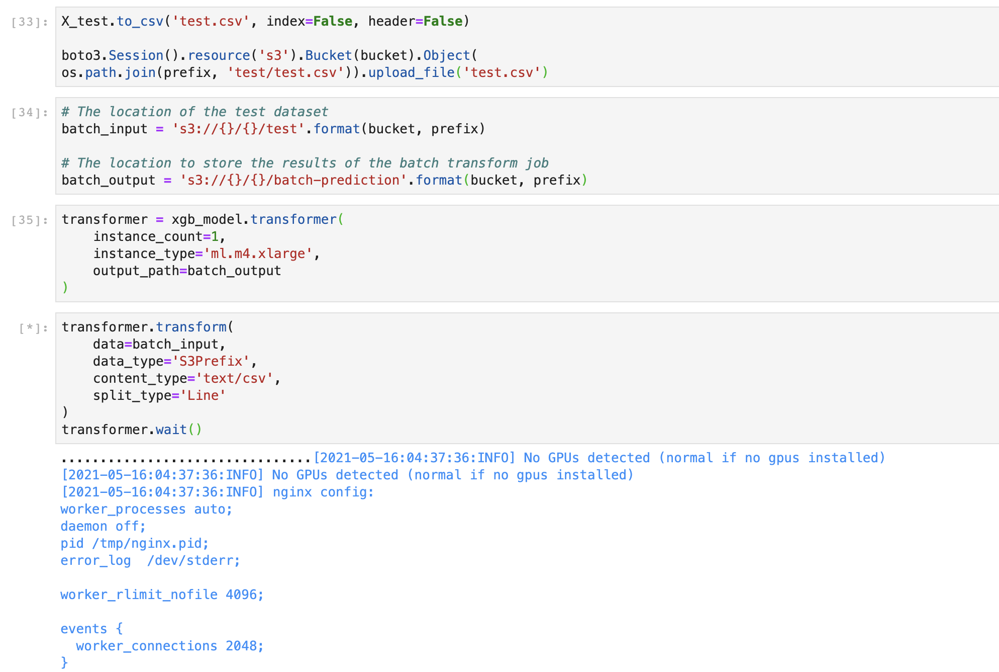 [33]: X_test.to_csv('test.csv', index=False, header=False)
boto3.Session().resource('s3').Bucket(bucket).Object(
os.path.join(prefix, 'test/test.csv')).upload_file('test.csv')
[34]: # The location of the test dataset
batch_input = 's3://{}/{}/test'.format(bucket, prefix)
# The location to store the results of the batch transform job
batch_output = 's3://{}/{}/batch-prediction'.format(bucket, prefix)
[35]: transformer = xgb_model.transformer(
    instance_count=1,
    instance_type='ml.m4.xlarge',
    output_path=batch_output
)
[*]: transformer.transform(
    data=batch_input,
    data_type='S3Prefix',
    content_type='text/csv',
    split_type='Line'
)
transformer.wait()
................................[2021-05-16:04:37:36:INFO] No GPUs detected (normal if no gpus installed)
[2021-05-16:04:37:36:INFO] No GPUs detected (normal if no gpus installed)
[2021-05-16:04:37:36:INFO] nginx config:
worker_processes auto;
daemon off;
pid /tmp/nginx.pid;
error_log  /dev/stderr;
worker_rlimit_nofile 4096;
events {
  worker_connections 2048;
}